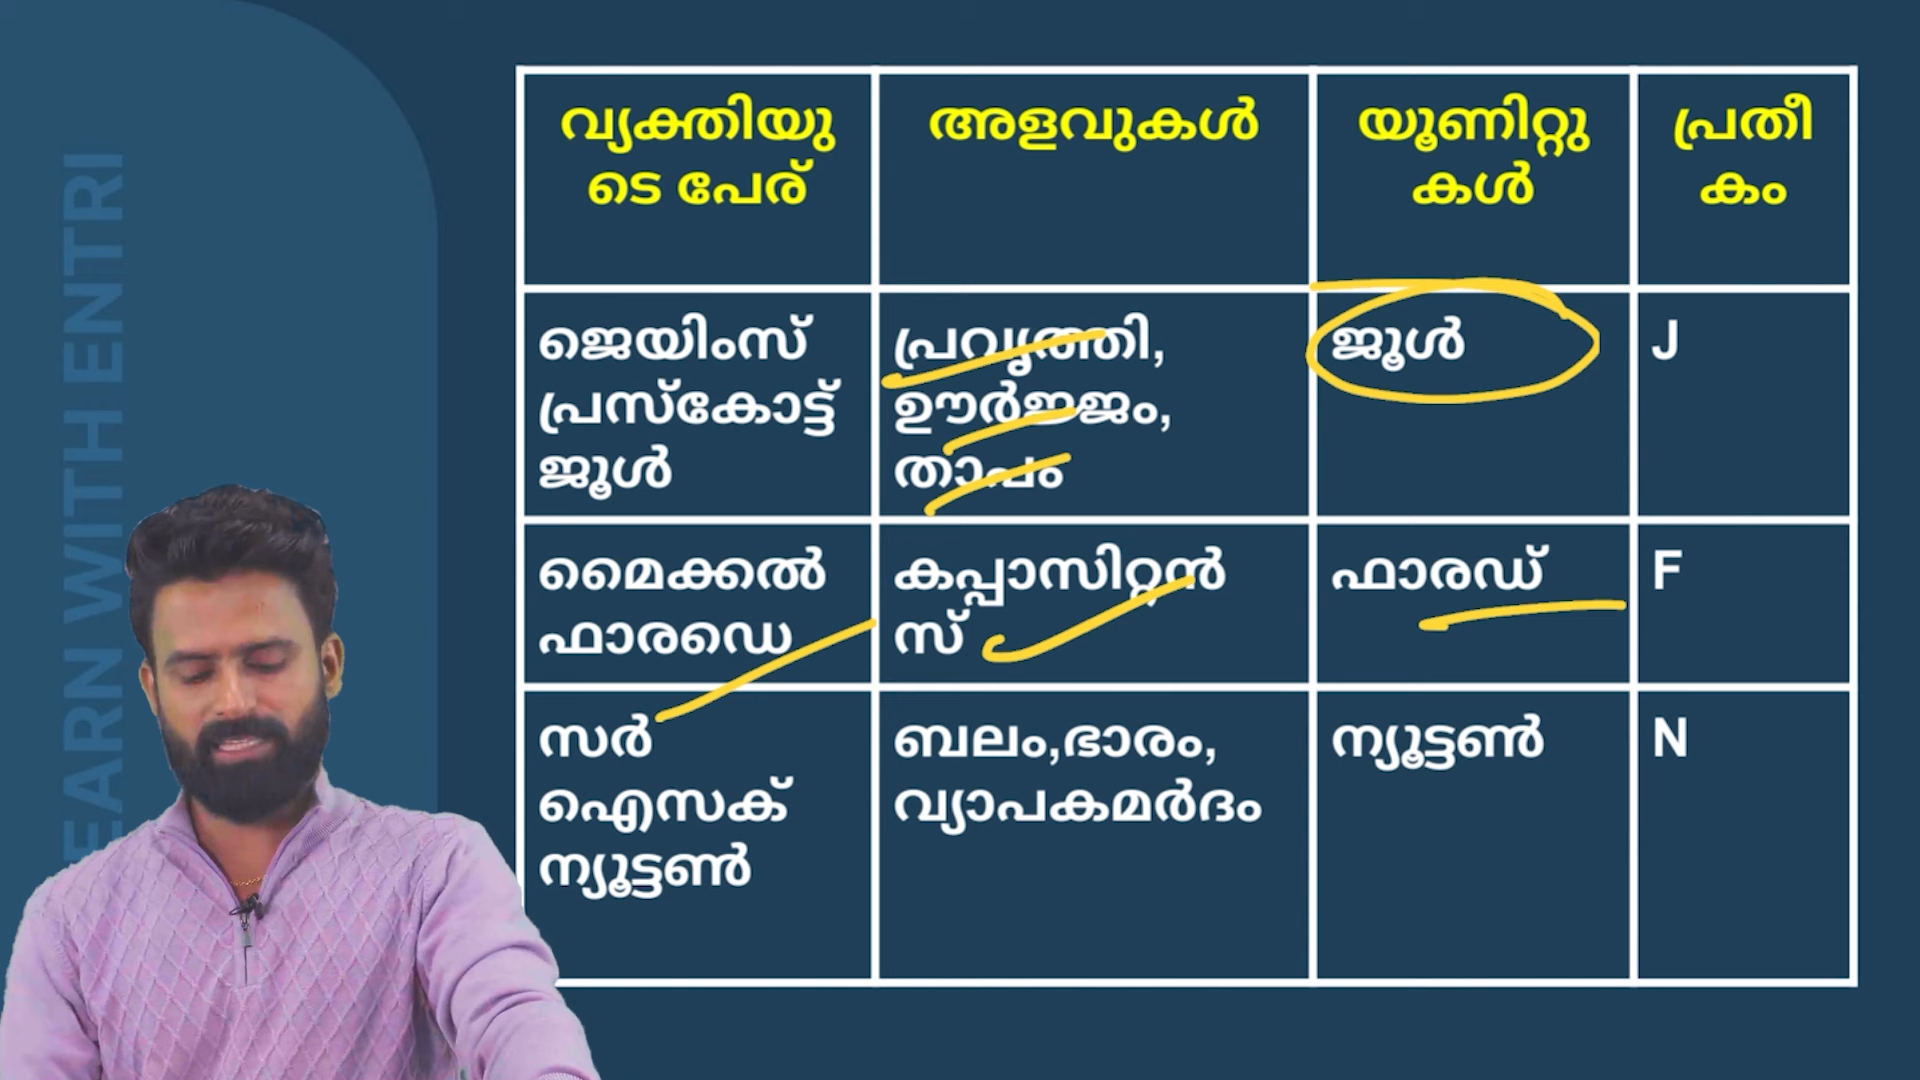 LEARN WITH ENTRI
വ്യക്തിയു
ടെ പേര്
അളവുകൾ
യൂണിറ്റു
കൾ
പ്രതീ
കം
ജെയിംസ്
പ്രസ്കോട്ട്
ജൂൾ
പ്രവൃത്തി,
ഊർജ്ജം,
താപം
ജൂൾ
J
മൈക്കൽ
ഫാരഡെ
കപ്പാസിറ്റൻ
സ്
ഫാരഡ്
F
സർ
ഐസക്
ന്യൂട്ടൺ
ബലം,ഭാരം,
വ്യാപകമർദം
ന്യൂട്ടൺ
N